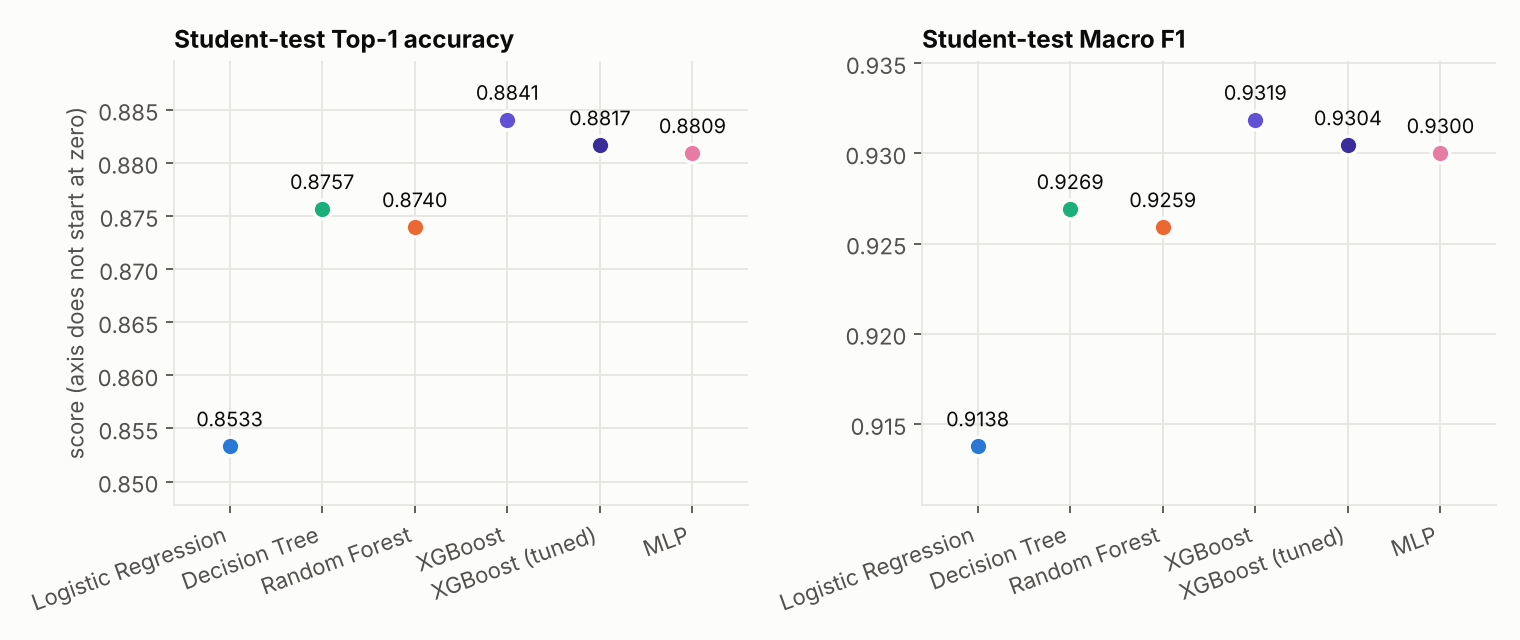 Student-test Top-1 accuracy
score (axis does not start at zero)
0.885
0.880
0.875
0.870
0.865
0.860
0.855
0.850
0.8533
0.8757
0.8740
0.8841
0.8817
0.8809
Logistic Regression
Decision Tree
Random Forest
XGBoost
XGBoost (tuned)
MLP
Student-test Macro F1
0.935
0.930
0.925
0.920
0.915
0.9138
0.9269
0.9259
0.9319
0.9304
0.9300
Logistic Regression
Decision Tree
Random Forest
XGBoost
XGBoost (tuned)
MLP